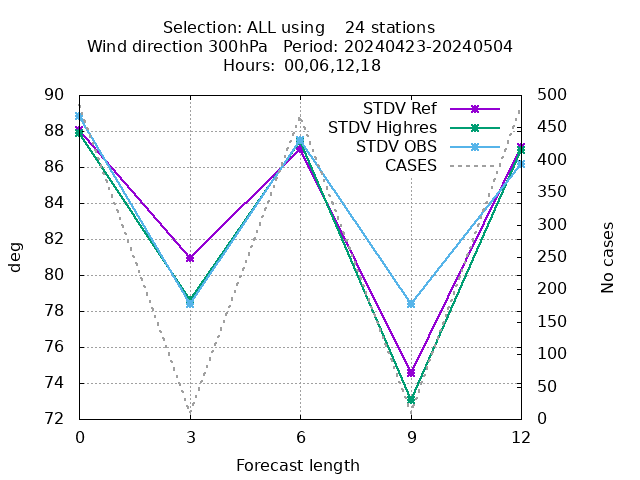 Selection: ALL using    24 stations
Wind direction 300hPa   Period: 20240423-20240504
Hours:  00,06,12,18
STDV Ref
STDV Highres
STDV OBS
CASES
90
88
86
84
82
80
78
76
74
72
500
450
400
350
300
250
200
150
100
50
0
deg
No cases
0 3 6 9 12
Forecast length